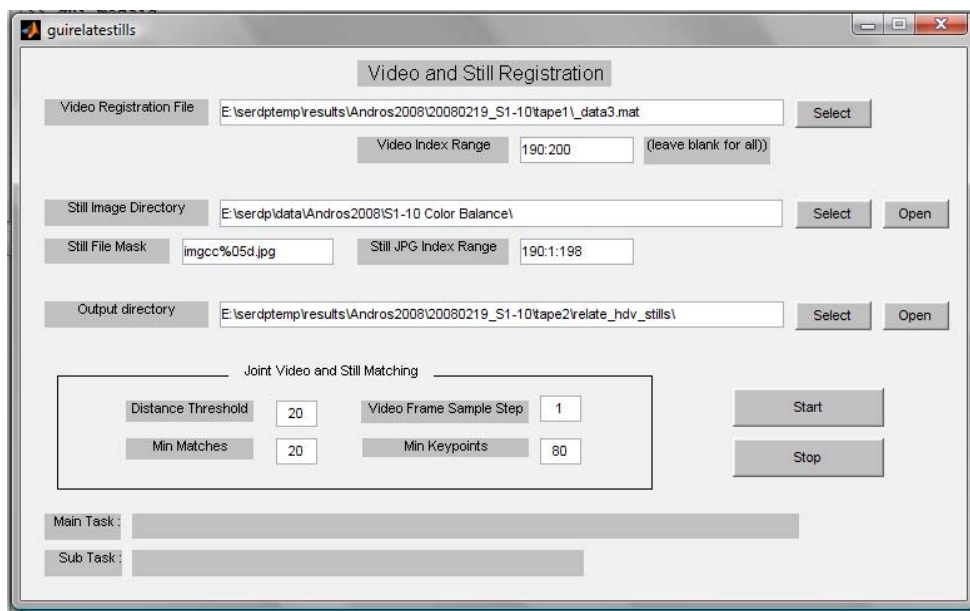 guirelatestills
Video and Still Registration
Video Registration File E:\serdptemp\results\Andros2008\20080219_S1-10\tape1\_data3.mat Select
Video Index Range 190:200 (leave blank for all))
Still Image Directory E:\serdp\data\Andros2008\S1-10 Color Balance\ Select Open
Still File Mask imgcc%05d.jpg Still JPG Index Range 190:1:198
Output directory E:\serdptemp\results\Andros2008\20080219_S1-10\tape2\relate_hdv_stills\ Select Open
Joint Video and Still Matching
Distance Threshold 20 Video Frame Sample Step 1 Start
Min Matches 20 Min Keypoints 80 Stop
Main Task :
Sub Task :